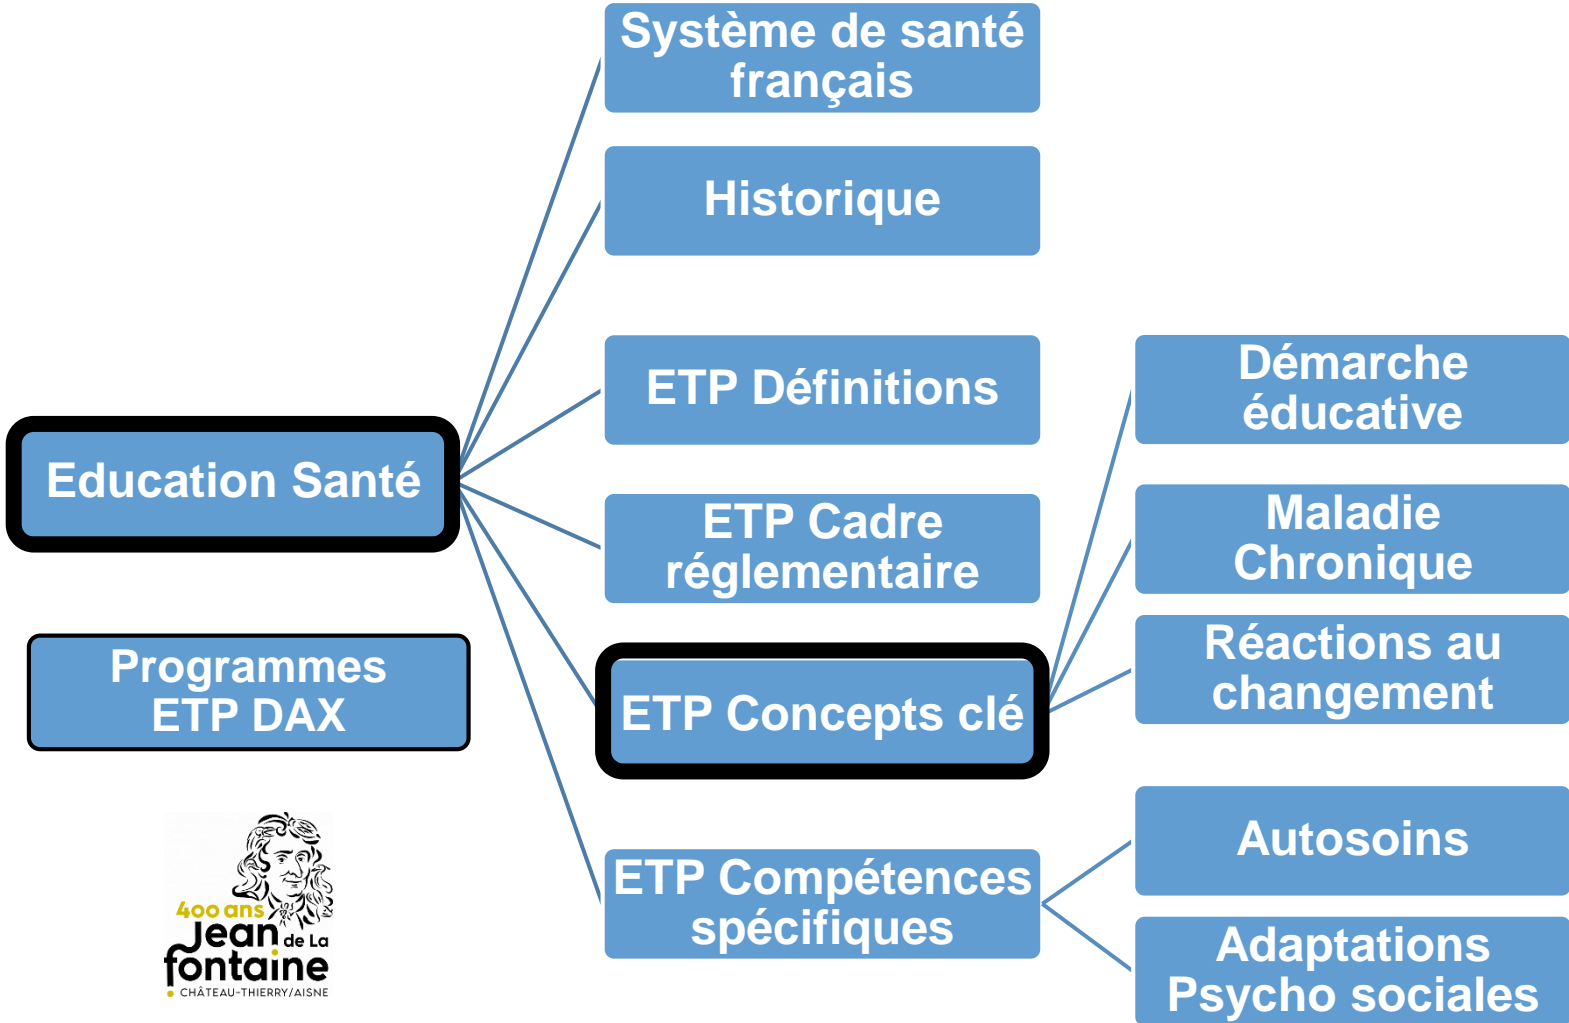 Système de santé
français
Historique
ETP Définitions
Démarche
éducative
Education Santé
ETP Cadre
réglementaire
Maladie
Chronique
Programmes
ETP DAX
ETP Concepts clé
Réactions au
changement
ETP Compétences
spécifiques
Autosoins
Adaptations
Psycho sociales
400 ans
Jean de La
fontaine
CHÂTEAU-THIERRY/AISNE